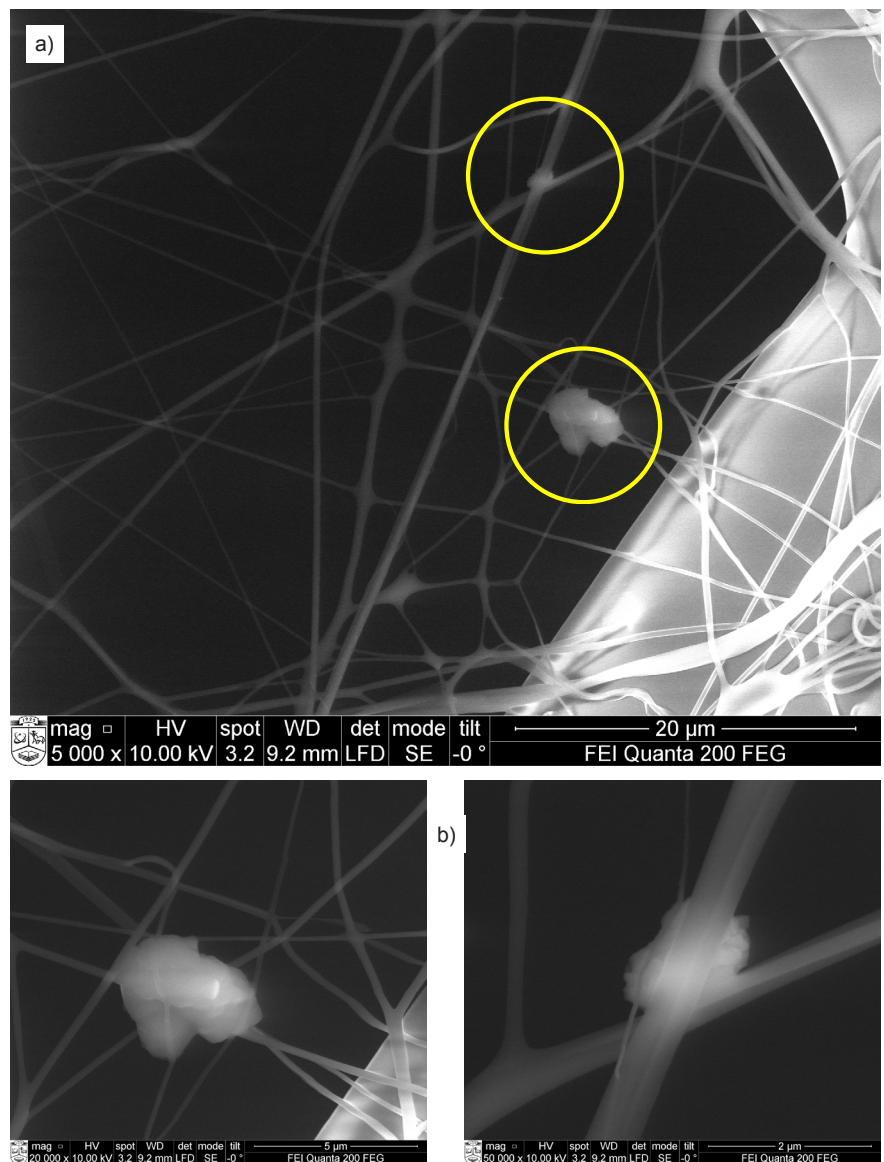 a)
mag HV spot WD det mode tilt 20 µm
5 000 x 10.00 kV 3.2 9.2 mm LFD SE -0 ° FEI Quanta 200 FEG
b)
mag HV spot WD det mode tilt 5 µm
20 000 x 10.00 kV 3.2 9.2 mm LFD SE -0 ° FEI Quanta 200 FEG
mag HV spot WD det mode tilt 2 µm
50 000 x 10.00 kV 3.2 9.2 mm LFD SE -0 ° FEI Quanta 200 FEG